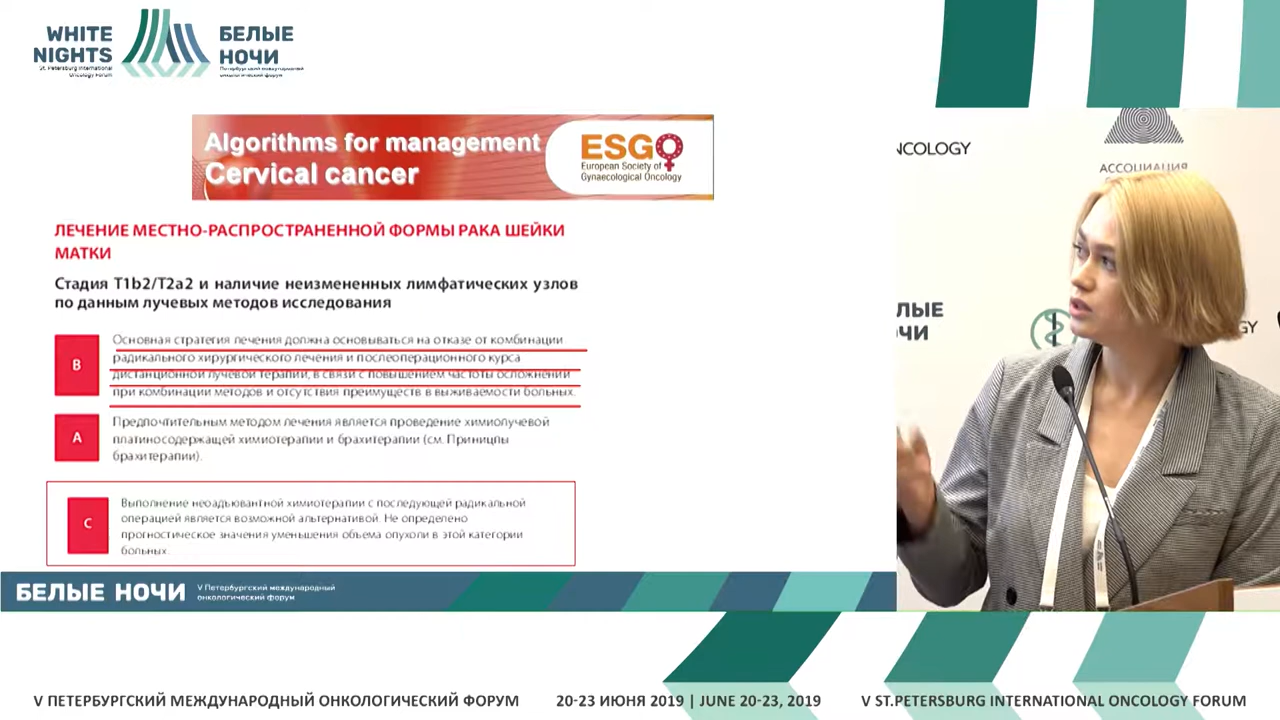 WHITE
NIGHTS
St. Petersburg International
Oncology Forum
БЕЛЫЕ
НОЧИ
Петербургский международный
онкологический форум
Algorithms for management
Cervical cancer
ESGO
European Society of
Gynaecological Oncology
ЛЕЧЕНИЕ МЕСТНО-РАСПРОСТРАНЕННОЙ ФОРМЫ РАКА ШЕЙКИ
МАТКИ
Стадия T1b2/T2a2 и наличие неизмененных лимфатических узлов
по данным лучевых методов исследования
B
Основная стратегия лечения должна основываться на отказе от комбинации
радикального хирургического лечения и послеоперационного курса
дистанционной лучевой терапии, в связи с повышением частоты осложнений
при комбинации методов и отсутствия преимуществ в выживаемости больных.
A
Предпочтительным методом лечения является проведение химиолучевой
платиносодержащей химиотерапии и брахитерапии (см. Принципы
брахитерапии).
C
Выполнение неоадъювантной химиотерапии с последующей радикальной
операцией является возможной альтернативой. Не определено
прогностическое значения уменьшения объема опухоли в этой категории
больных.
БЕЛЫЕ НОЧИ
V Петербургский международный
онкологический форум
NCOLOGY
АССОЦИАЦИЯ
ЛЫЕ
ЧИ
GY
V ПЕТЕРБУРГСКИЙ МЕЖДУНАРОДНЫЙ ОНКОЛОГИЧЕСКИЙ ФОРУМ
20-23 ИЮНЯ 2019 | JUNE 20-23, 2019
V ST.PETERSBURG INTERNATIONAL ONCOLOGY FORUM